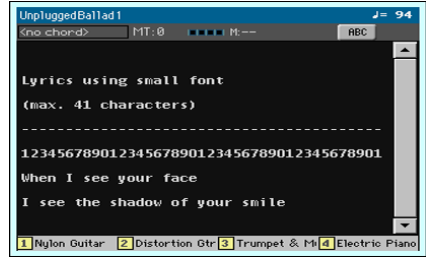 UnpluggedBallad1 ♩= 94
<no chord> MT:0 M:-- ABC
Lyrics using small font
(max. 41 characters)
-----------------------------------------
12345678901234567890123456789012345678901
When I see your face
I see the shadow of your smile
1 Nylon Guitar 2 Distortion Gtr 3 Trumpet & M 4 Electric Piano